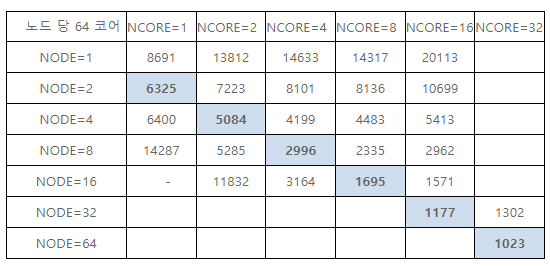 노드 당 64 코어 NCORE=1 NCORE=2 NCORE=4 NCORE=8 NCORE=16 NCORE=32
NODE=1 8691 13812 14633 14317 20113
NODE=2 6325 7223 8101 8136 10699
NODE=4 6400 5084 4199 4483 5413
NODE=8 14287 5285 2996 2335 2962
NODE=16 - 11832 3164 1695 1571
NODE=32 1177 1302
NODE=64 1023